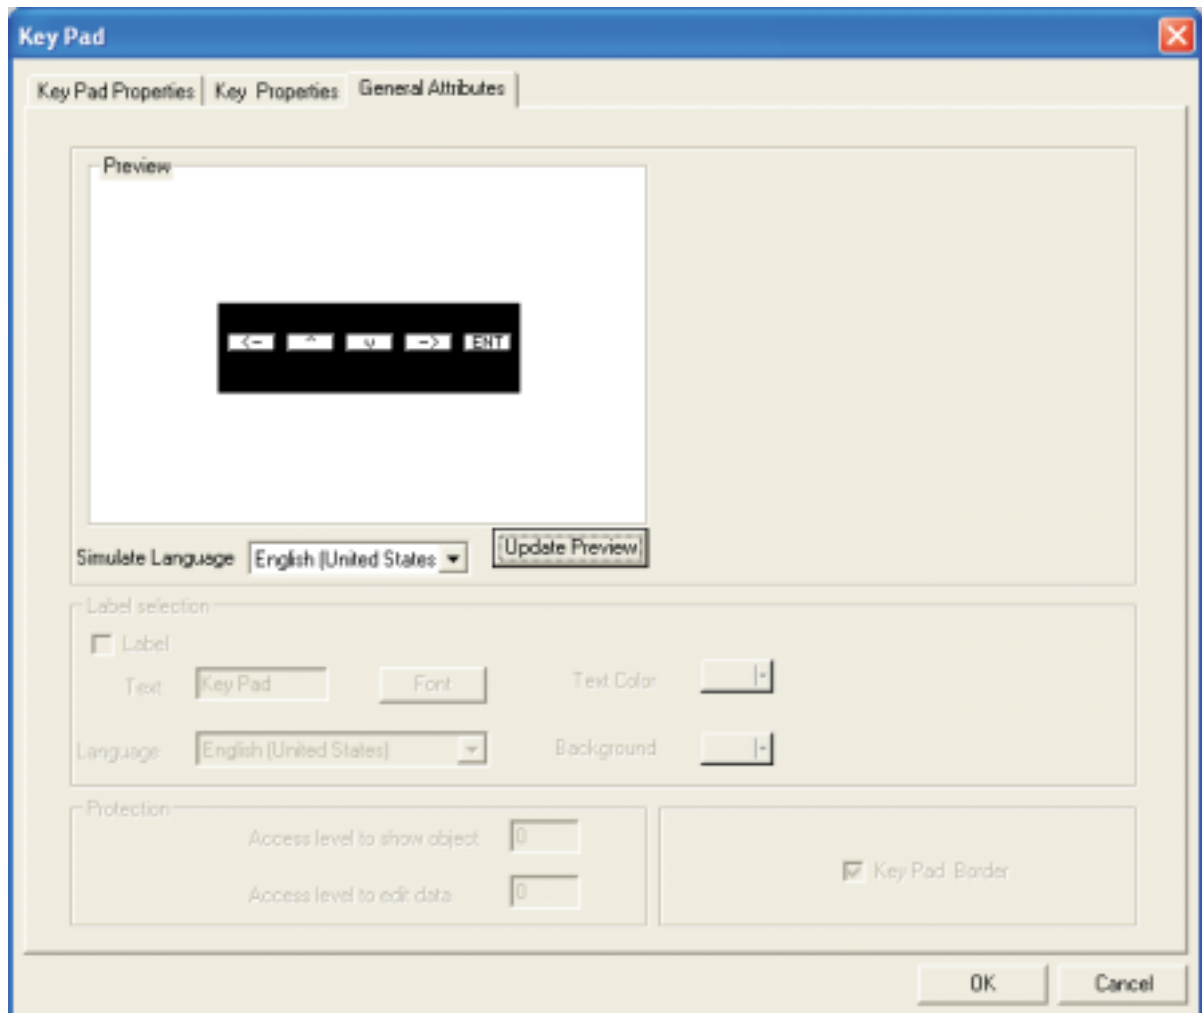 Key Pad
Key Pad Properties Key Properties General Attributes
Preview
<- ^ v -> ENT
Simulate Language English (United States Update Preview
Label selection
Label
Text Key Pad Font Text Color
Language English (United States) Background
Protection
Access level to show object 0
Access level to edit data 0
Key Pad Border
OK Cancel